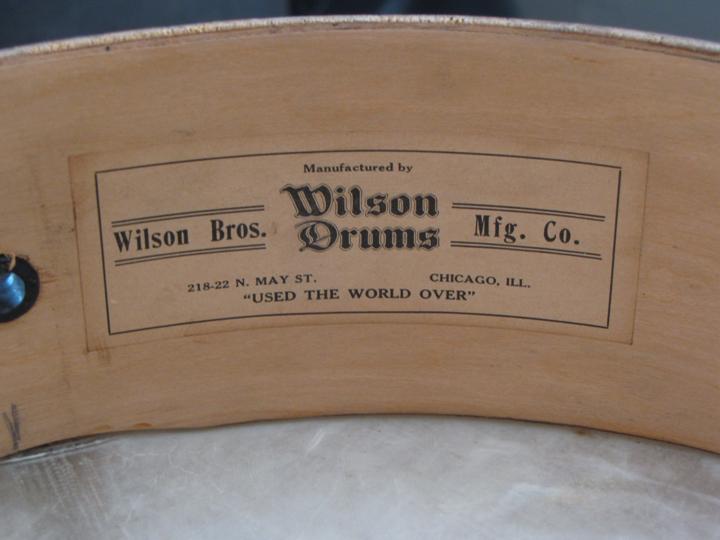 Manufactured by
Wilson Bros. Wilson Drums Mfg. Co.
218-22 N. MAY ST. CHICAGO, ILL.
“USED THE WORLD OVER”